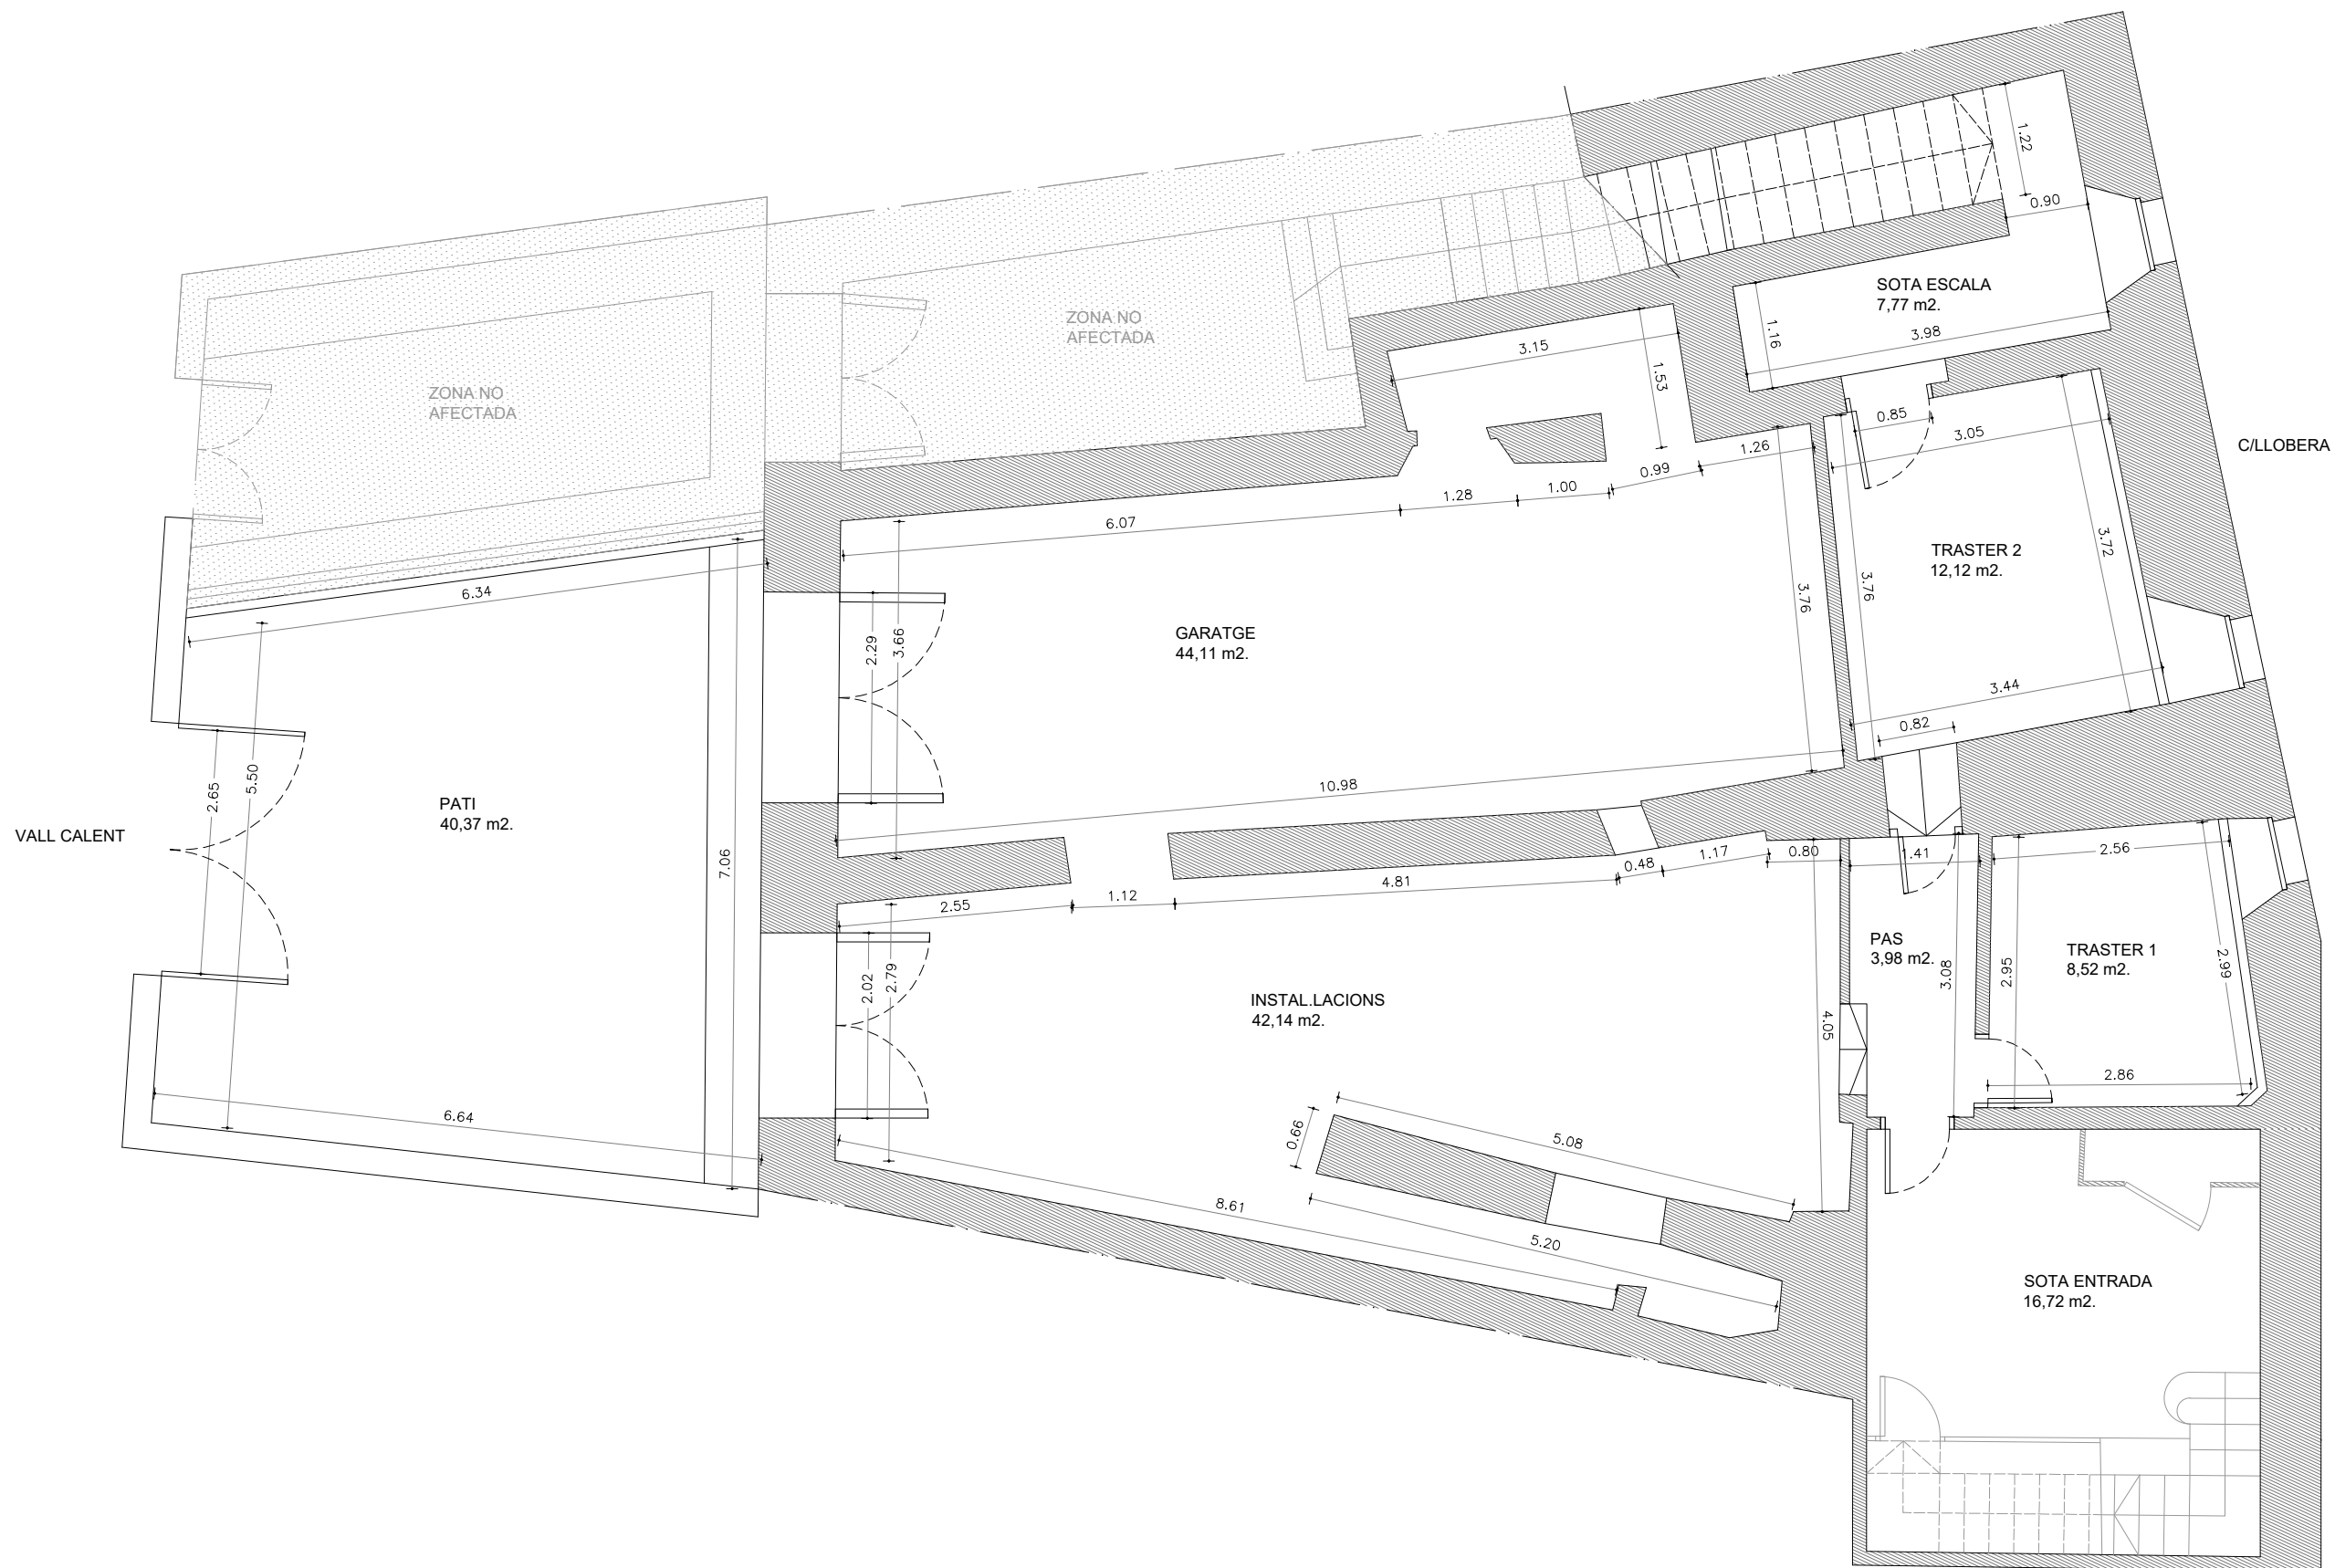 1.22
0.90
SOTA ESCALA
7,77 m2.
1.16
3.98
ZONA NO
AFECTADA
3.15
1.53
ZONA NO
AFECTADA
0.85
3.05
C/LLOBERA
1.26
0.99
1.00
1.28
6.07
TRASTER 2
12,12 m2.
3.72
3.76
3.76
6.34
GARATGE
44,11 m2.
2.29
3.66
3.44
0.82
2.65
5.50
PATI
40,37 m2.
VALL CALENT
10.98
7.06
0.80
1.41
2.56
1.17
0.48
4.81
1.12
2.55
PAS
3,98 m2.
TRASTER 1
8,52 m2.
3.08
2.95
2.99
2.02
2.79
INSTAL.LACIONS
42,14 m2.
4.05
2.86
6.64
0.66
5.08
8.61
5.20
SOTA ENTRADA
16,72 m2.